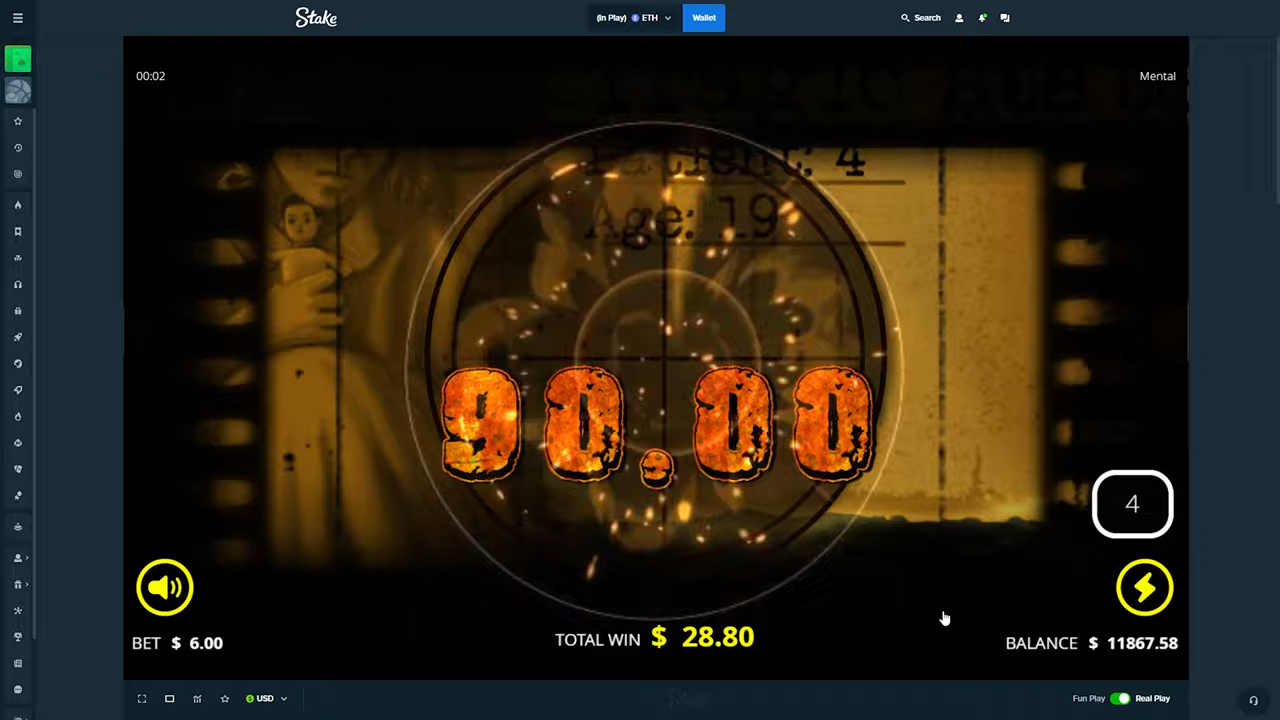 Stake
(In Play) ETH
Wallet
Search
00:02
Mental
Patient: 4
Age: 19
90.00
4
BET $ 6.00
TOTAL WIN $ 28.80
BALANCE $ 11867.58
USD
Stake
Fun Play
Real Play